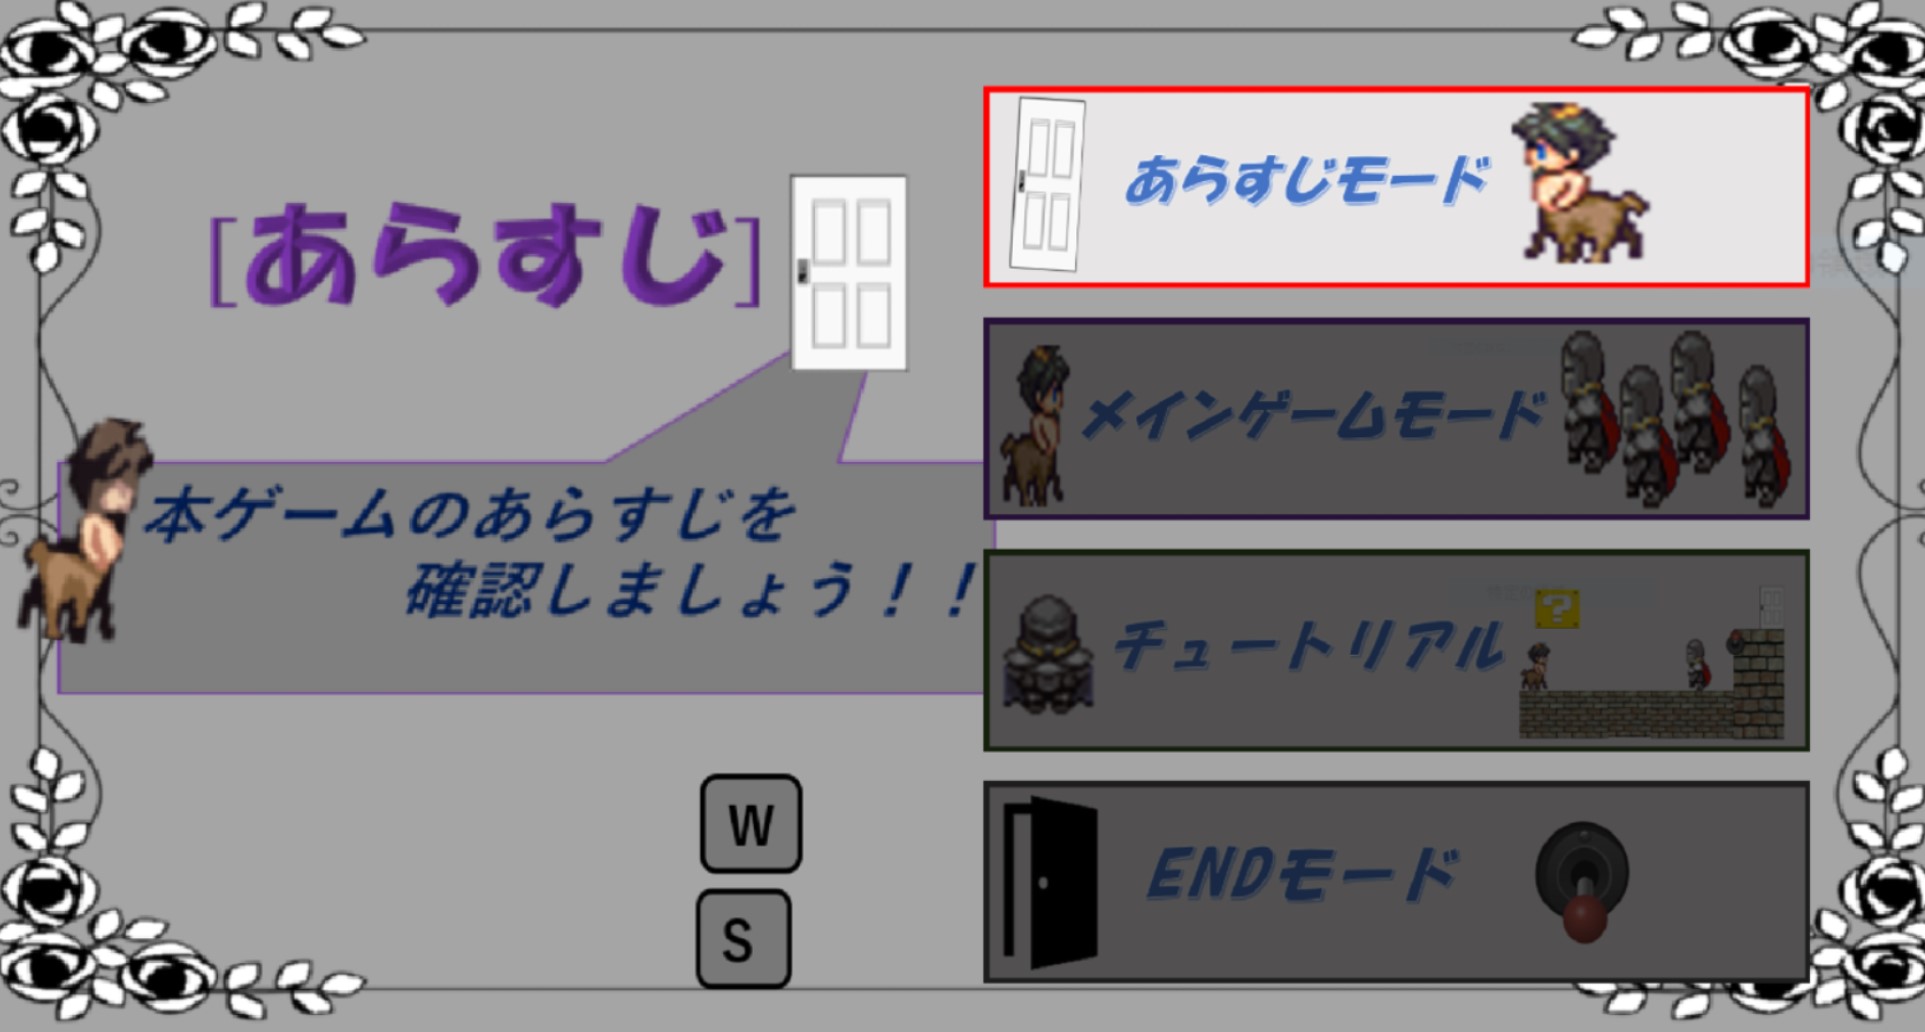 [あらすじ]
本ゲームのあらすじを
確認しましょう！！
W
S
あらすじモード
メインゲームモード
チュートリアル
?
ENDモード